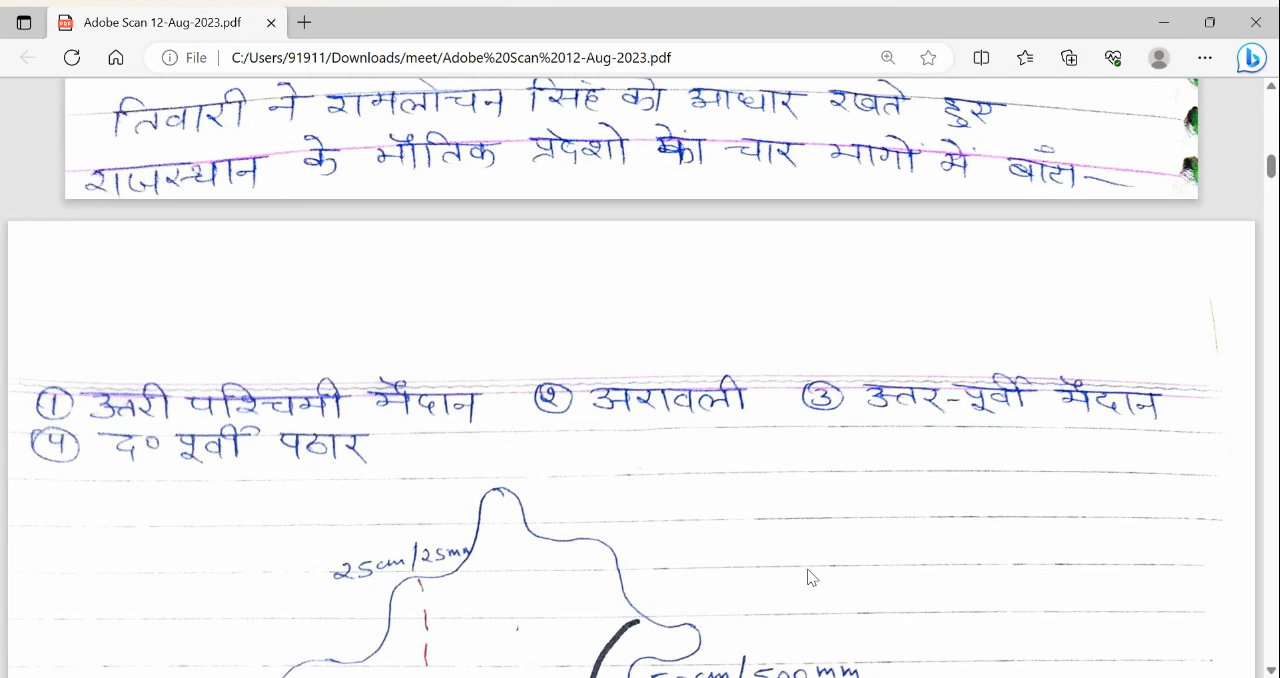 Adobe Scan 12-Aug-2023.pdf
File C:/Users/91911/Downloads/meet/Adobe%20Scan%2012-Aug-2023.pdf
तिवारी ने रामलोचन सिंह को आधार रखते हुए
राजस्थान के भौतिक प्रदेशो को चार भागों में बाँटा-
① उत्तरी पश्चिमी मैदान ② अरावली ③ उत्तर-पूर्वी मैदान
④ द० पूर्वी पठार
25cm/25mm
50cm/500mm